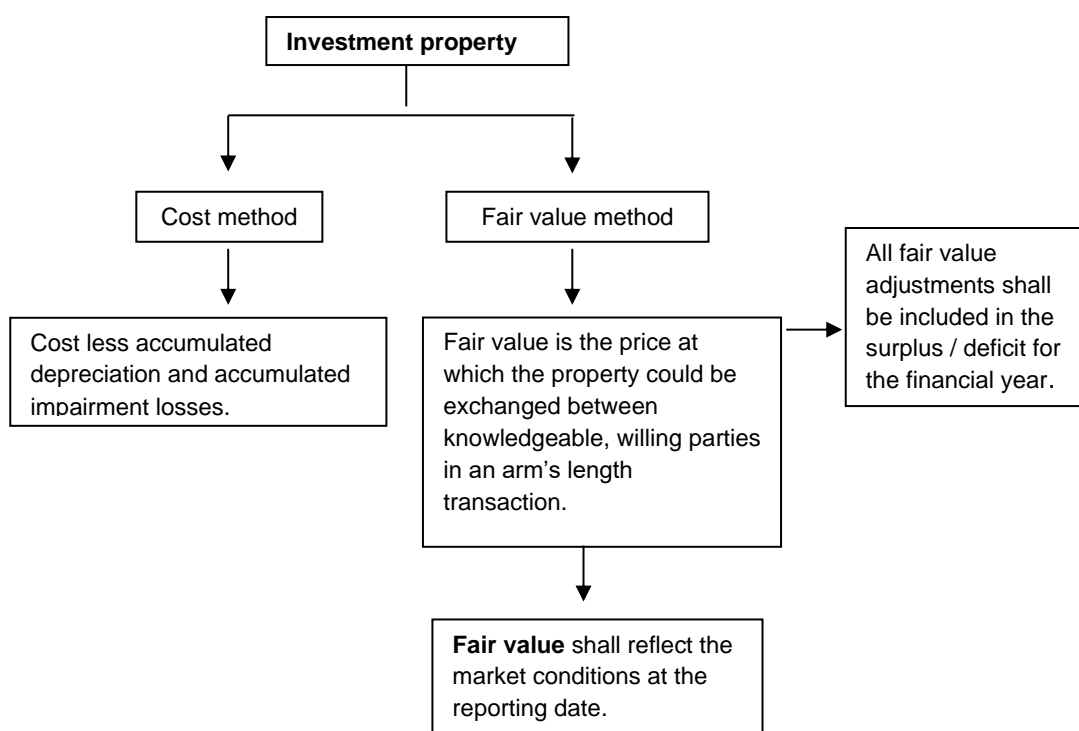 Investment property
Cost method
Fair value method
Cost less accumulated
depreciation and accumulated
impairment losses.
Fair value is the price at
which the property could be
exchanged between
knowledgeable, willing parties
in an arm’s length
transaction.
All fair value
adjustments shall
be included in the
surplus / deficit for
the financial year.
Fair value shall reflect the
market conditions at the
reporting date.